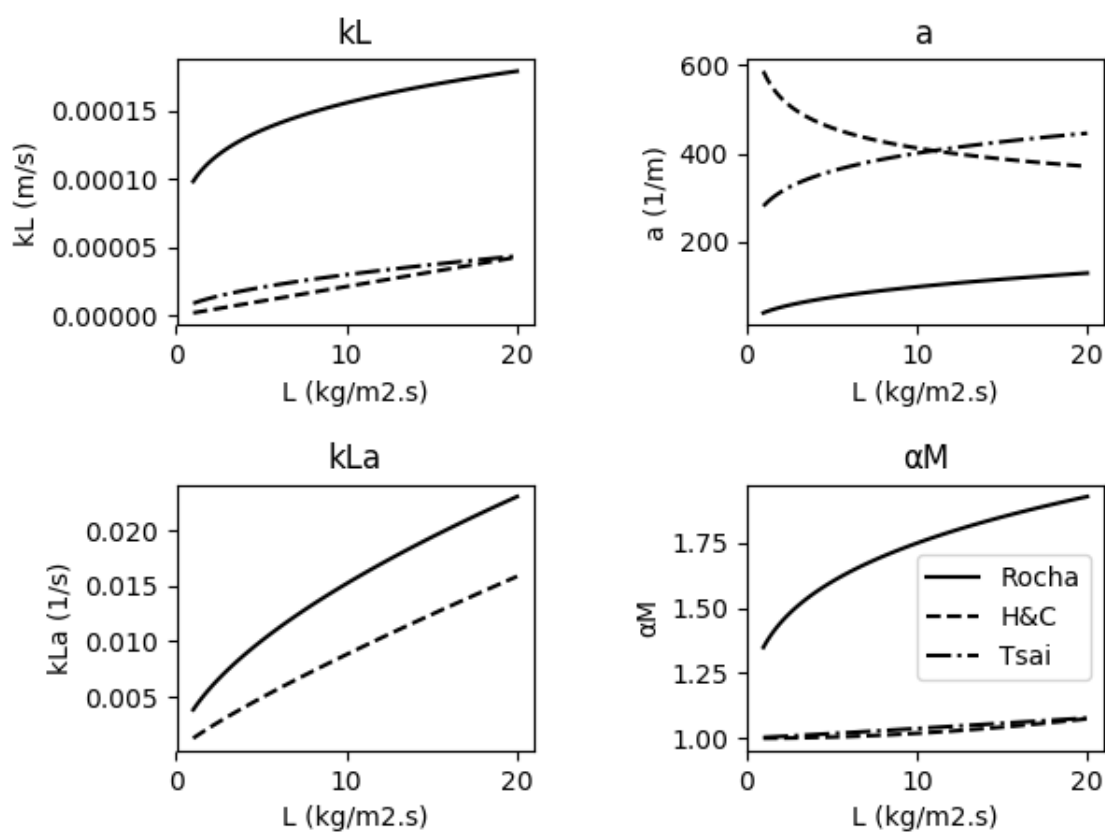 kL
kL (m/s)
0.00015
0.00010
0.00005
0.00000
0
10
20
L (kg/m2.s)
a
a (1/m)
600
400
200
0
10
20
L (kg/m2.s)
kLa
kLa (1/s)
0.020
0.015
0.010
0.005
0
10
20
L (kg/m2.s)
αM
αM
1.75
1.50
1.25
1.00
Rocha
H&C
Tsai
0
10
20
L (kg/m2.s)